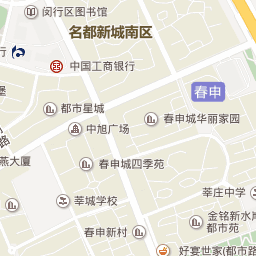 闵行区图书馆
名都新城南区
中国工商银行
堡
春申
都市星城
春申城华丽家园
中旭广场
路
燕大厦
春申城四季苑
莘庄中学
莘城学校
金铭新水岸
都市苑
春申新村
好宴世家(都市路